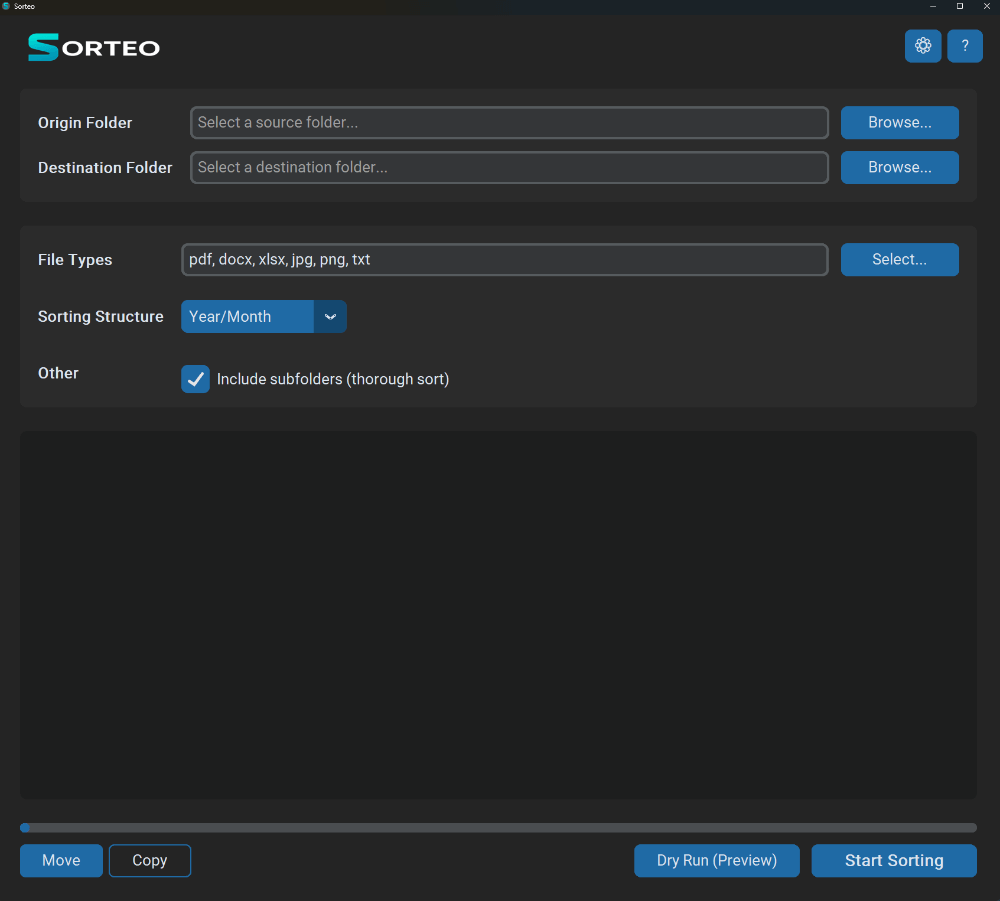 Sorteo
SORTEO
?
Origin Folder
Select a source folder...
Browse...
Destination Folder
Select a destination folder...
Browse...
File Types
pdf, docx, xlsx, jpg, png, txt
Select...
Sorting Structure
Year/Month
Other
Include subfolders (thorough sort)
Move
Copy
Dry Run (Preview)
Start Sorting